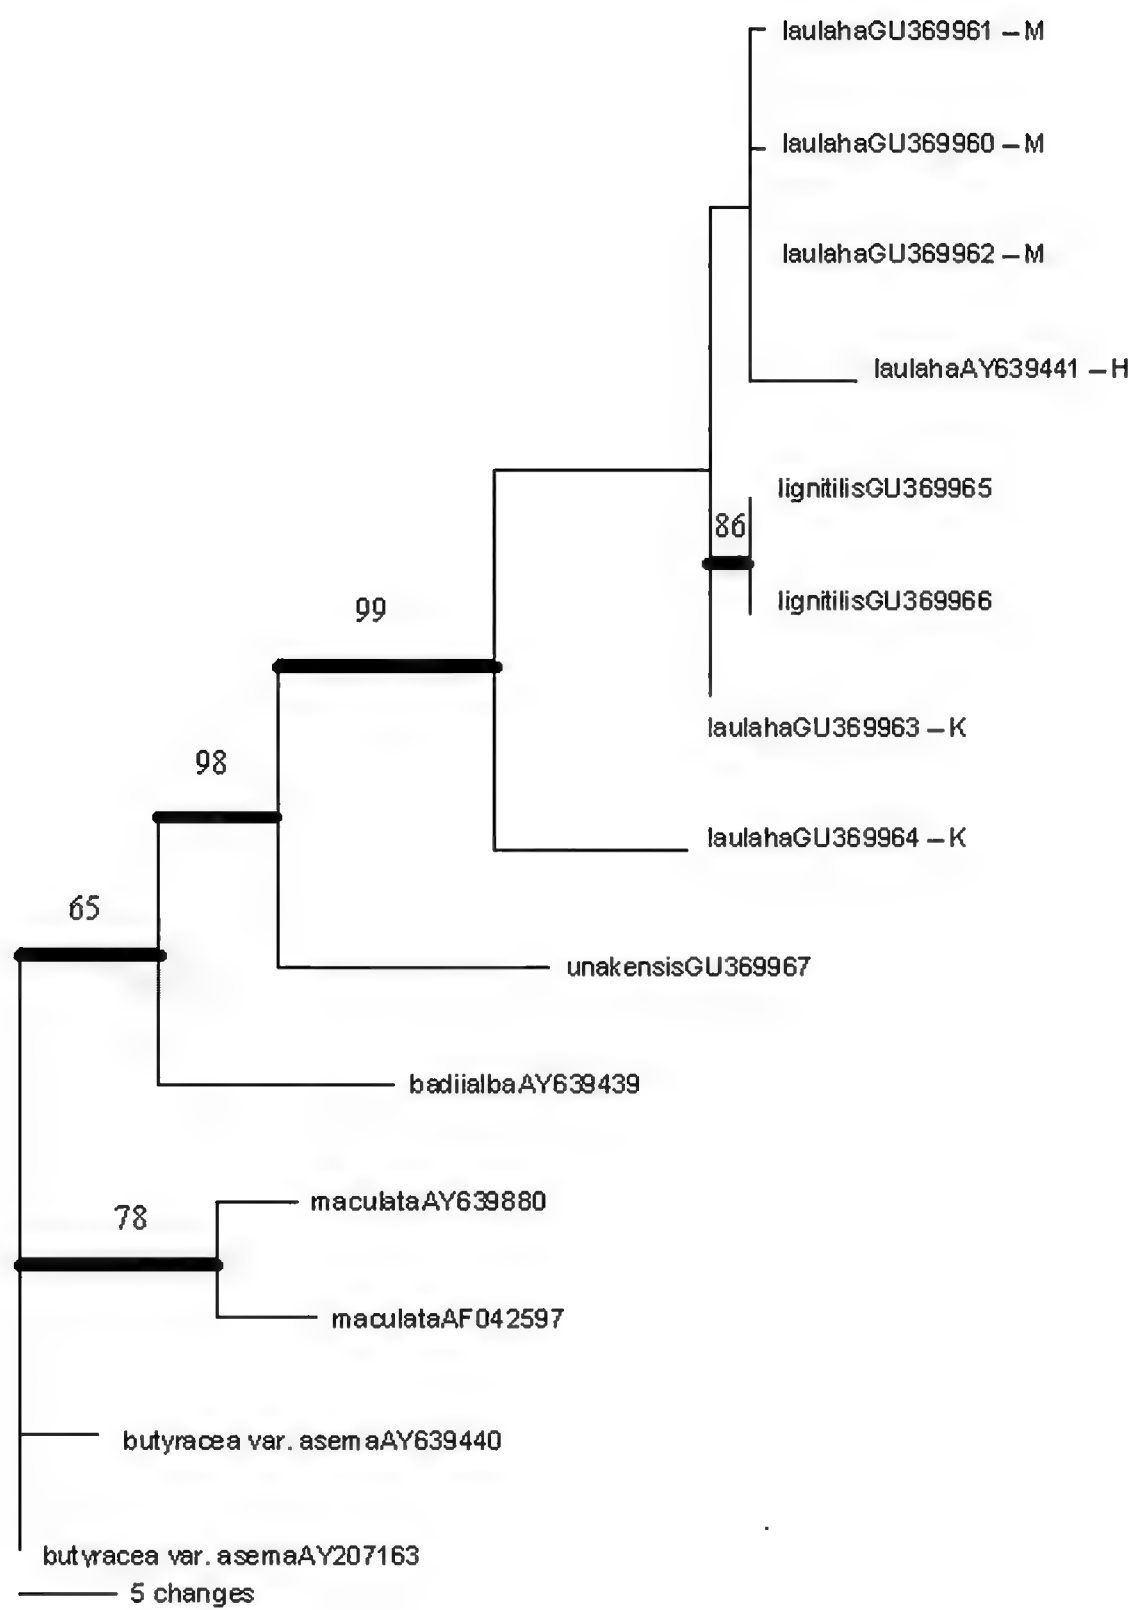 laulahaGU369961 – M
laulahaGU369960 – M
laulahaGU369962 – M
laulahaAY639441 – H
lignitilisGU369965
86
lignitilisGU369966
99
laulahaGU369963 – K
98
laulahaGU369964 – K
65
unakensisGU369967
badiialbaAY639439
maculataAY639880
78
maculataAF042597
butyracea var. asemaAY639440
butyracea var. asemaAY207163
5 changes